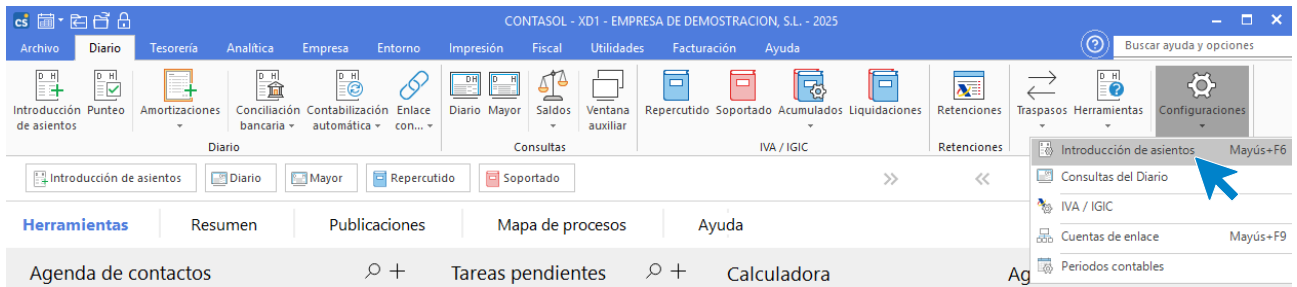 cs
CONTASOL - XD1 - EMPRESA DE DEMOSTRACION, S.L. - 2025
Archivo Diario Tesorería Analítica Empresa Entorno Impresión Fiscal Utilidades Facturación Ayuda
Buscar ayuda y opciones
Introducción de asientos
Punteo
Amortizaciones
Conciliación bancaria
Contabilización automática
Enlace con...
Diario
Mayor
Saldos
Ventana auxiliar
Repercutido
Soportado
Acumulados
Liquidaciones
Retenciones
Traspasos
Herramientas
Configuraciones
Diario
Consultas
IVA / IGIC
Retenciones
Introducción de asientos Mayús+F6
Consultas del Diario
IVA / IGIC
Cuentas de enlace Mayús+F9
Periodos contables
Introducción de asientos Diario Mayor Repercutido Soportado
Herramientas Resumen Publicaciones Mapa de procesos Ayuda
Agenda de contactos Tareas pendientes Calculadora Ag